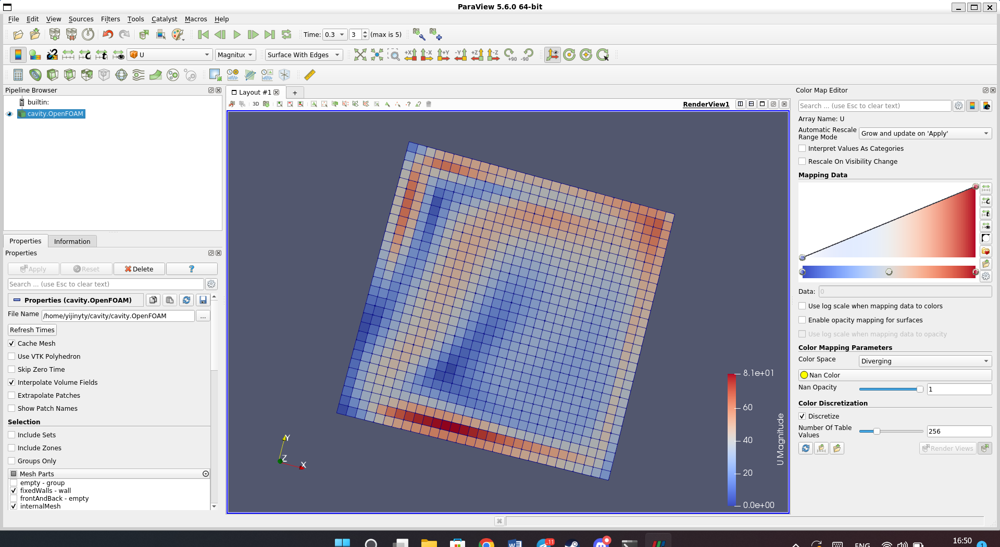 ParaView 5.6.0 64-bit
File Edit View Sources Filters Tools Catalyst Macros Help
Time: 0.3 3 (max is 5)
U Magnitud Surface With Edges +X -X +Y -Y +Z -Z +90 -90
Pipeline Browser
builtin:
cavity.OpenFOAM
Properties Information
Properties
Apply Reset Delete ?
Search ... (use Esc to clear text)
Properties (cavity.OpenFOAM)
File Name /home/yijinyty/cavity/cavity.OpenFOAM ...
Refresh Times
Cache Mesh
Use VTK Polyhedron
Skip Zero Time
Interpolate Volume Fields
Extrapolate Patches
Show Patch Names
Selection
Include Sets
Include Zones
Groups Only
Mesh Parts
empty - group
fixedWalls - wall
frontAndBack - empty
internalMesh
Layout #1 +
3D RenderView1
Y
Z
X
8.1e+01
60
40
20
0.0e+00
U Magnitude
Color Map Editor
Search ... (use Esc to clear text)
Array Name: U
Automatic Rescale
Range Mode
Grow and update on 'Apply'
Interpret Values As Categories
Rescale On Visibility Change
Mapping Data
Data: 0
Use log scale when mapping data to colors
Enable opacity mapping for surfaces
Use log scale when mapping data to opacity
Color Mapping Parameters
Color Space Diverging
Nan Color
Nan Opacity 1
Color Discretization
Discretize
Number Of Table
Values
256
Render Views
11 ENG 16:50 1